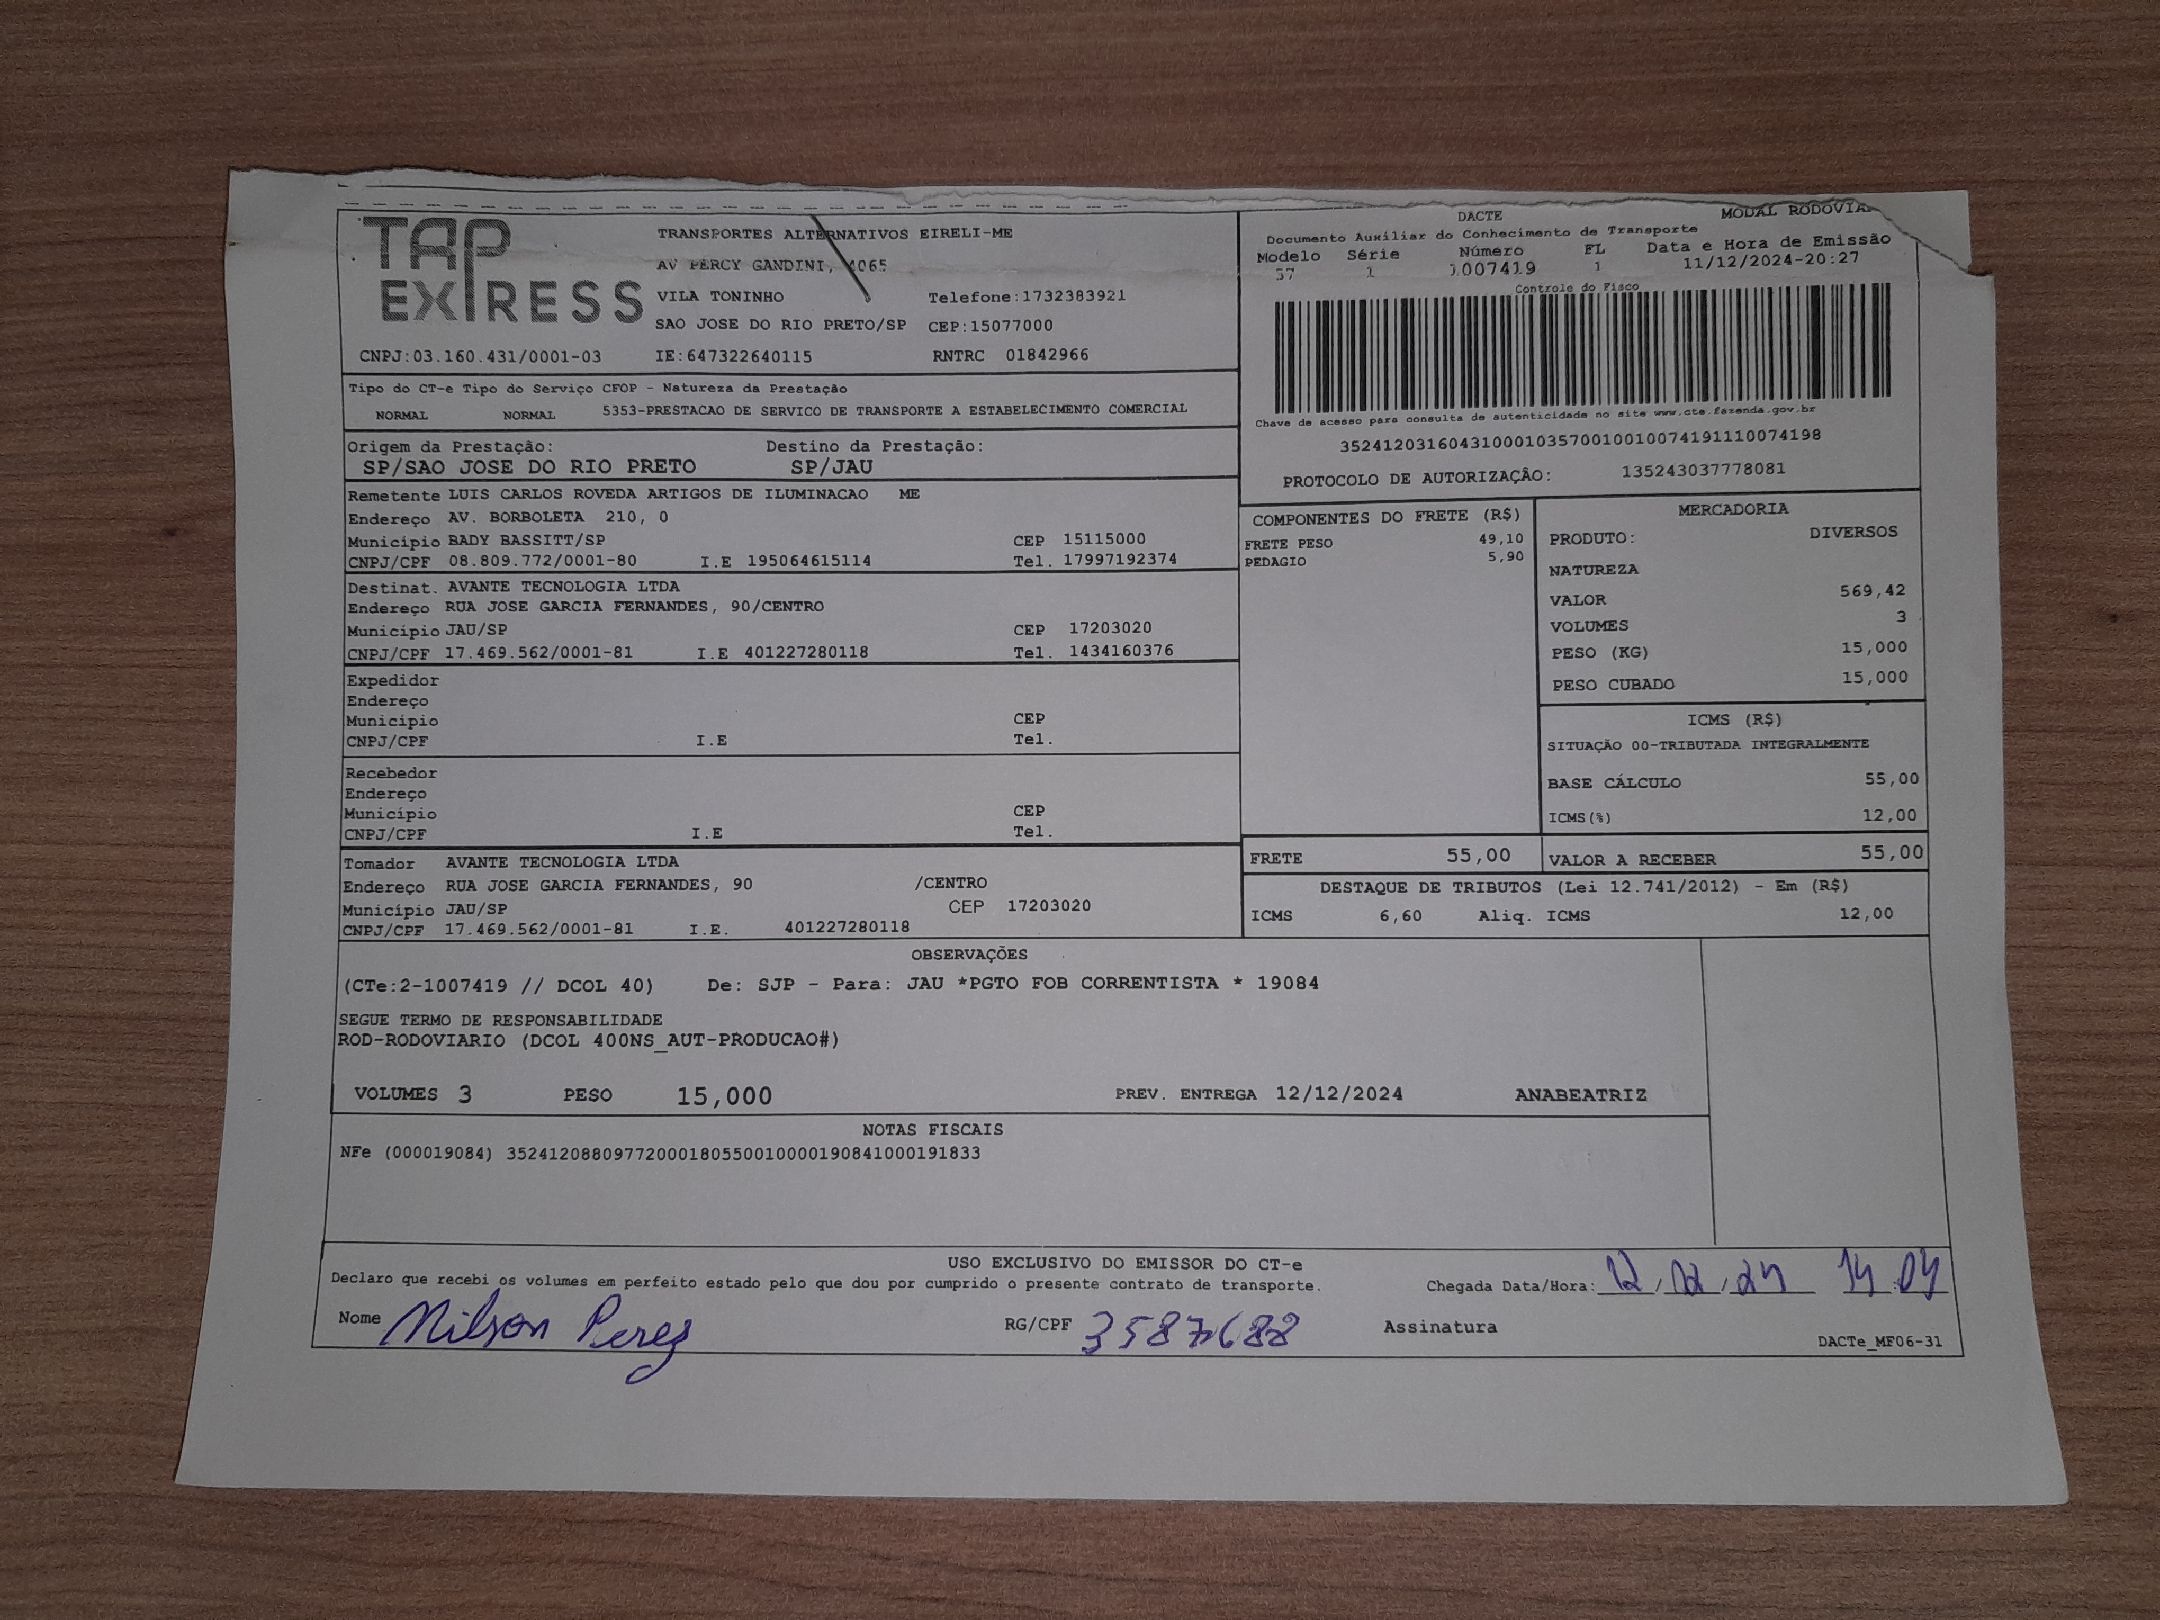 TAP
EXPRESS
TRANSPORTES ALTERNATIVOS EIRELI-ME
AV PERCY GANDINI, 4065
VILA TONINHO Telefone:1732383921
SAO JOSE DO RIO PRETO/SP CEP:15077000
CNPJ:03.160.431/0001-03 IE:647322640115 RNTRC 01842966
Tipo do CT-e Tipo do Serviço CFOP - Natureza da Prestação
NORMAL NORMAL 5353-PRESTACAO DE SERVICO DE TRANSPORTE A ESTABELECIMENTO COMERCIAL
Origem da Prestação: Destino da Prestação:
SP/SAO JOSE DO RIO PRETO SP/JAU
DACTE MODAL
Documento Auxiliar do Conhecimento de Transporte
Modelo Série Número FL Data e Hora de Emissão
57 1 1007419 1 11/12/2024-20:27
Controle do Fisco
Chave de acesso para consulta de autenticidade no site www.cte.fazenda.gov.br
35241203160431000103570010010074191110074198
PROTOCOLO DE AUTORIZAÇÃO: 135243037778081
Remetente LUIS CARLOS ROVEDA ARTIGOS DE ILUMINACAO ME
Endereço AV. BORBOLETA 210, 0
Município BADY BASSITT/SP CEP 15115000
CNPJ/CPF 08.809.772/0001-80 I.E 195064615114 Tel. 17997192374
Destinat. AVANTE TECNOLOGIA LTDA
Endereço RUA JOSE GARCIA FERNANDES, 90/CENTRO
Município JAU/SP CEP 17203020
CNPJ/CPF 17.469.562/0001-81 I.E 401227280118 Tel. 1434160376
Expedidor
Endereço
Município CEP
CNPJ/CPF I.E Tel.
Recebedor
Endereço
Município CEP
CNPJ/CPF I.E Tel.
Tomador AVANTE TECNOLOGIA LTDA
Endereço RUA JOSE GARCIA FERNANDES, 90 /CENTRO
Município JAU/SP CEP 17203020
CNPJ/CPF 17.469.562/0001-81 I.E. 401227280118
COMPONENTES DO FRETE (R$)
FRETE PESO 49,10
PEDAGIO 5,90
MERCADORIA
PRODUTO: DIVERSOS
NATUREZA
VALOR 569,42
VOLUMES 3
PESO (KG) 15,000
PESO CUBADO 15,000
ICMS (R$)
SITUAÇÃO 00-TRIBUTADA INTEGRALMENTE
BASE CÁLCULO 55,00
ICMS(%) 12,00
FRETE 55,00 VALOR A RECEBER 55,00
DESTAQUE DE TRIBUTOS (Lei 12.741/2012) - Em (R$)
ICMS 6,60 Aliq. ICMS 12,00
OBSERVAÇÕES
(CTe:2-1007419 // DCOL 40) De: SJP - Para: JAU *PGTO FOB CORRENTISTA * 19084
SEGUE TERMO DE RESPONSABILIDADE
ROD-RODOVIARIO (DCOL 400NS_AUT-PRODUCAO#)
VOLUMES 3 PESO 15,000 PREV. ENTREGA 12/12/2024 ANABEATRIZ
NOTAS FISCAIS
NFe (000019084) 35241208809772000180550010000190841000191833
USO EXCLUSIVO DO EMISSOR DO CT-e
Declaro que recebi os volumes em perfeito estado pelo que dou por cumprido o presente contrato de transporte. Chegada Data/Hora: 12/12/24 14:04
Nome Nilson Perez RG/CPF 3587688 Assinatura
DACTe_MF06-31